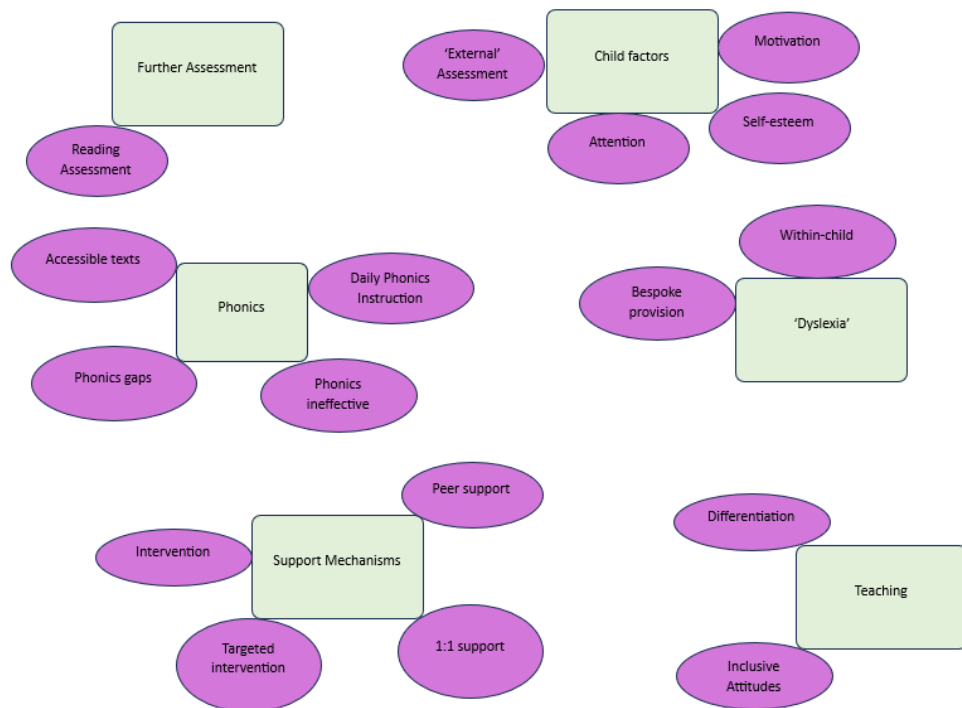 Further Assessment
Reading
Assessment
‘External’
Assessment
Child factors
Motivation
Attention
Self-esteem
Accessible texts
Phonics
Daily Phonics
Instruction
Phonics gaps
Phonics
ineffective
Within-child
Bespoke
provision
‘Dyslexia’
Peer support
Intervention
Support Mechanisms
Targeted
intervention
1:1 support
Differentiation
Teaching
Inclusive
Attitudes